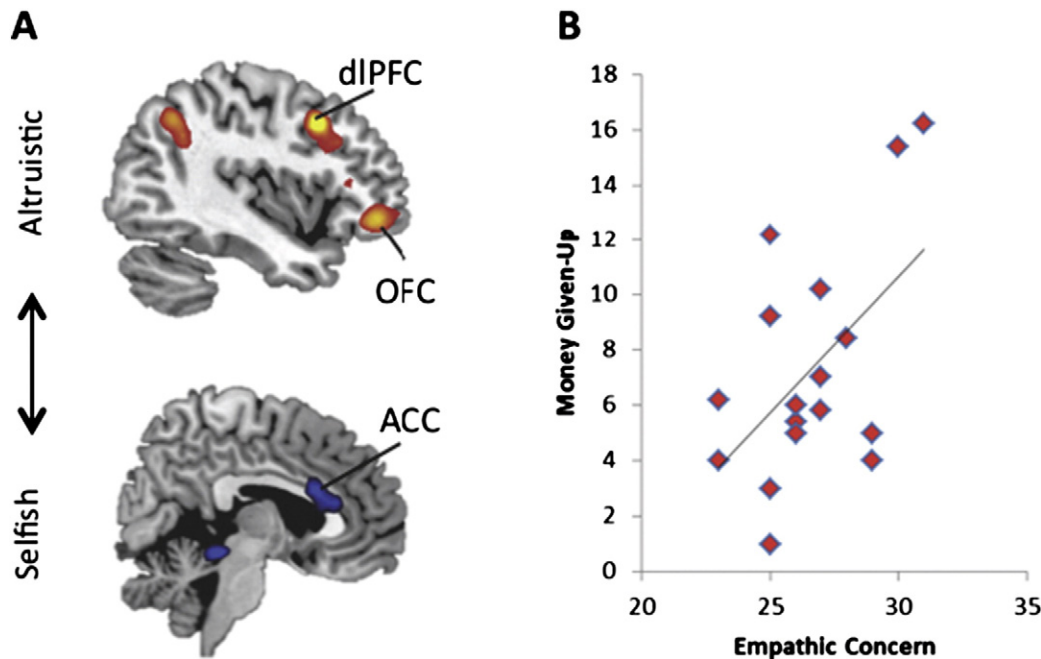 A
Altruistic
dlPFC
OFC
Selfish
ACC
B
Money Given-Up
18
16
14
12
10
8
6
4
2
0
20
25
30
35
Empathic Concern